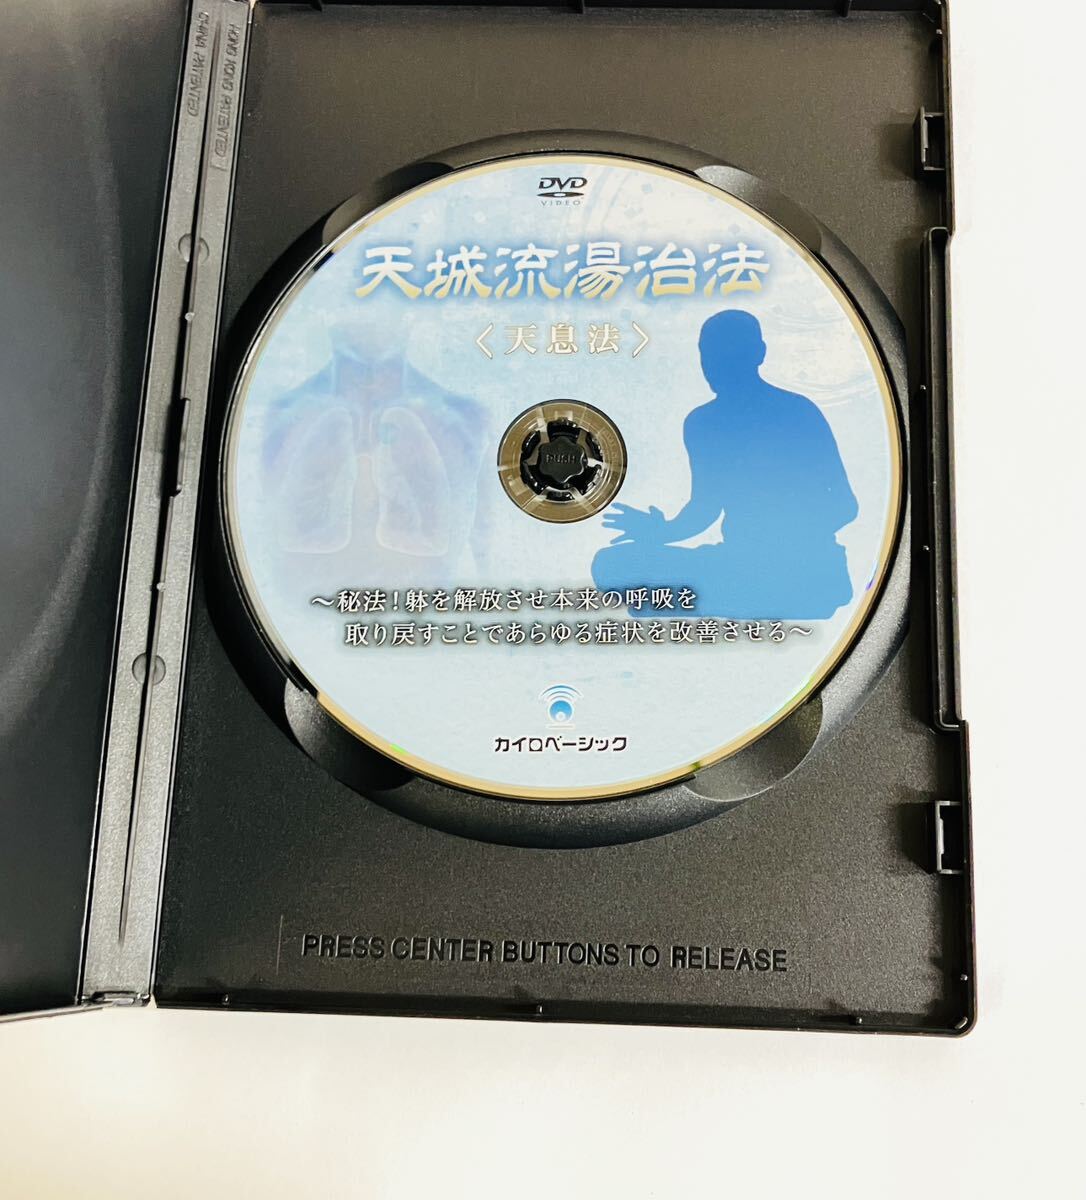 HONG KONG PATENTED
CHINA PATENTED
DVD
VIDEO
天城流湯治法
〈天息法〉
PUSH
～秘法！躰を解放させ本来の呼吸を
取り戻すことであらゆる症状を改善させる～
カイロベーシック
PRESS CENTER BUTTONS TO RELEASE